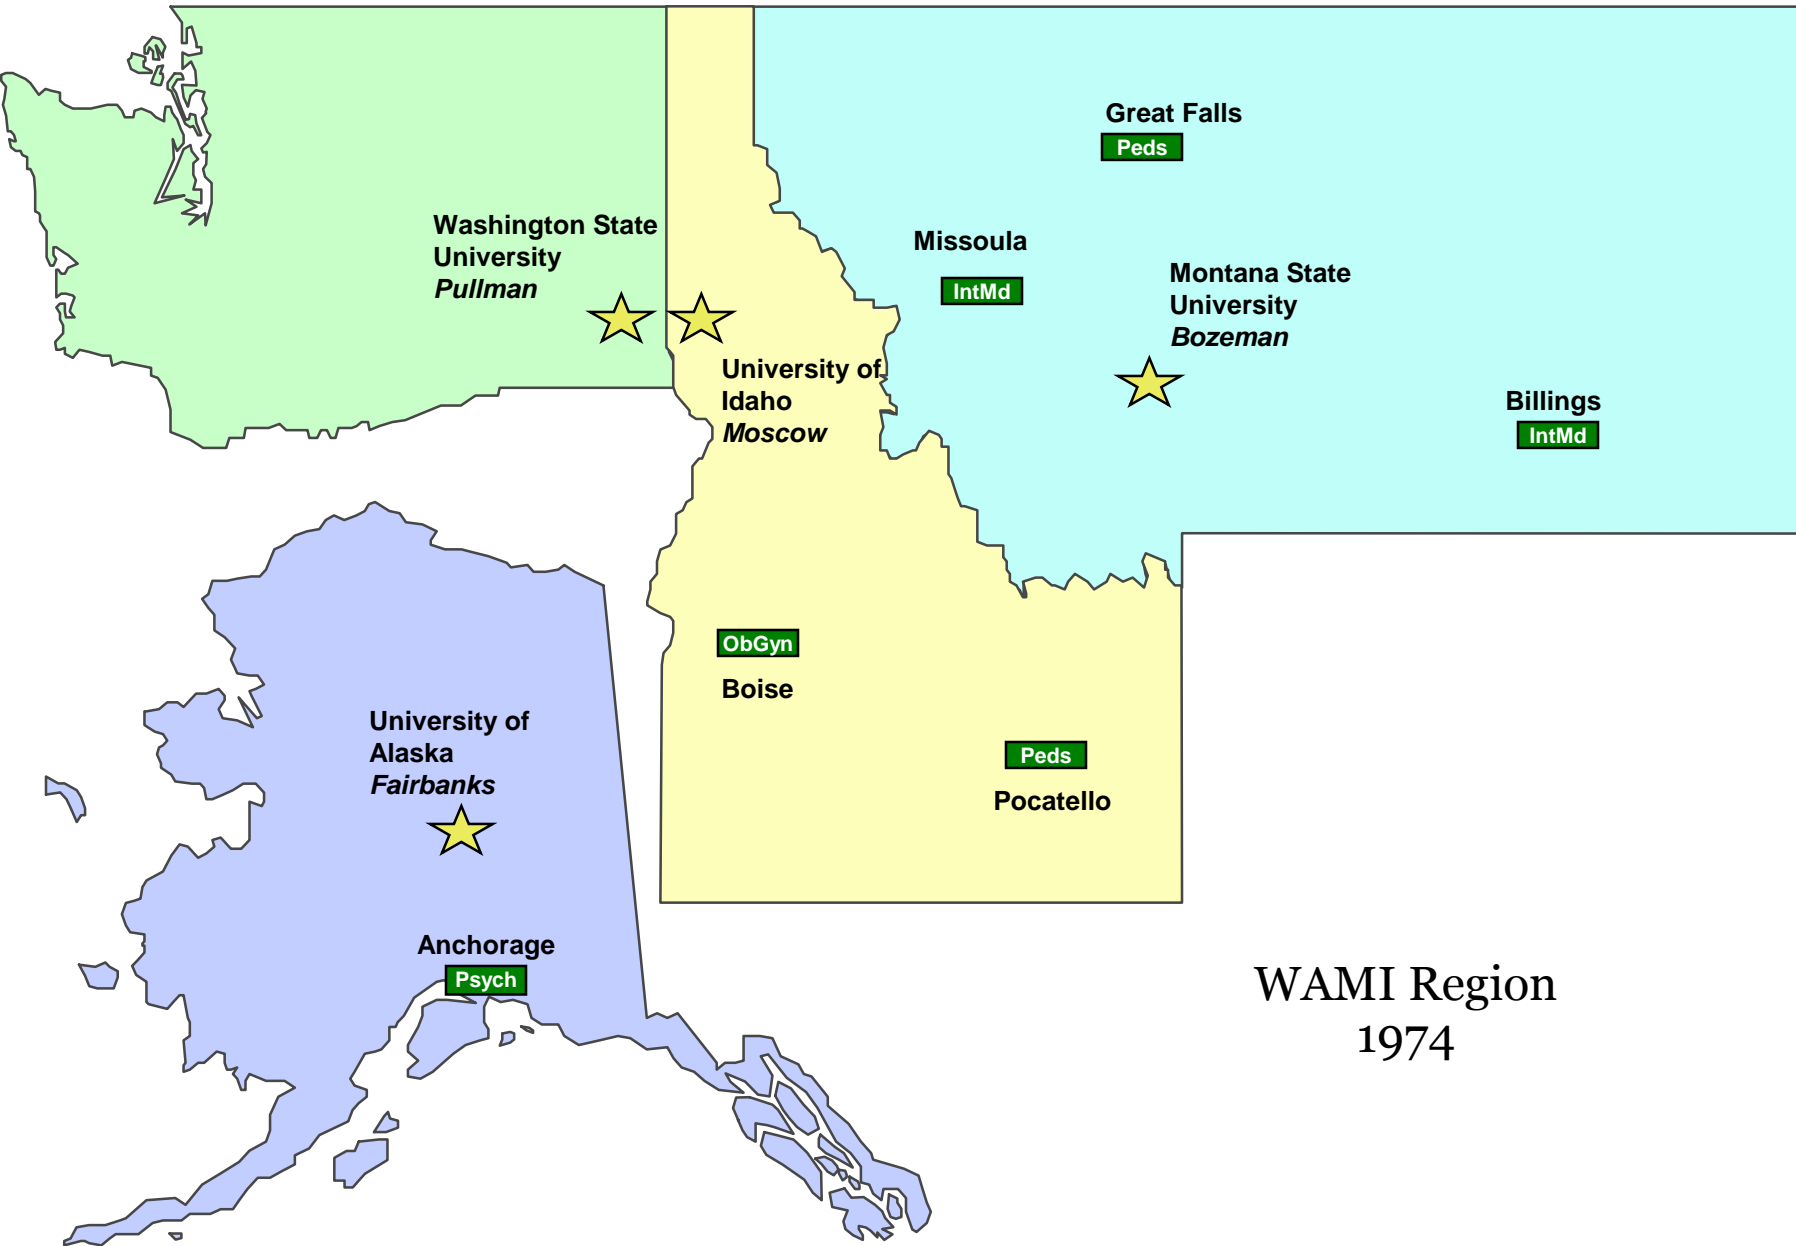 Great Falls
Peds
Washington State
University
Pullman
Missoula
IntMd
Montana State
University
Bozeman
University of
Idaho
Moscow
Billings
IntMd
ObGyn
Boise
University of
Alaska
Fairbanks
Peds
Pocatello
Anchorage
Psych
WAMI Region
1974